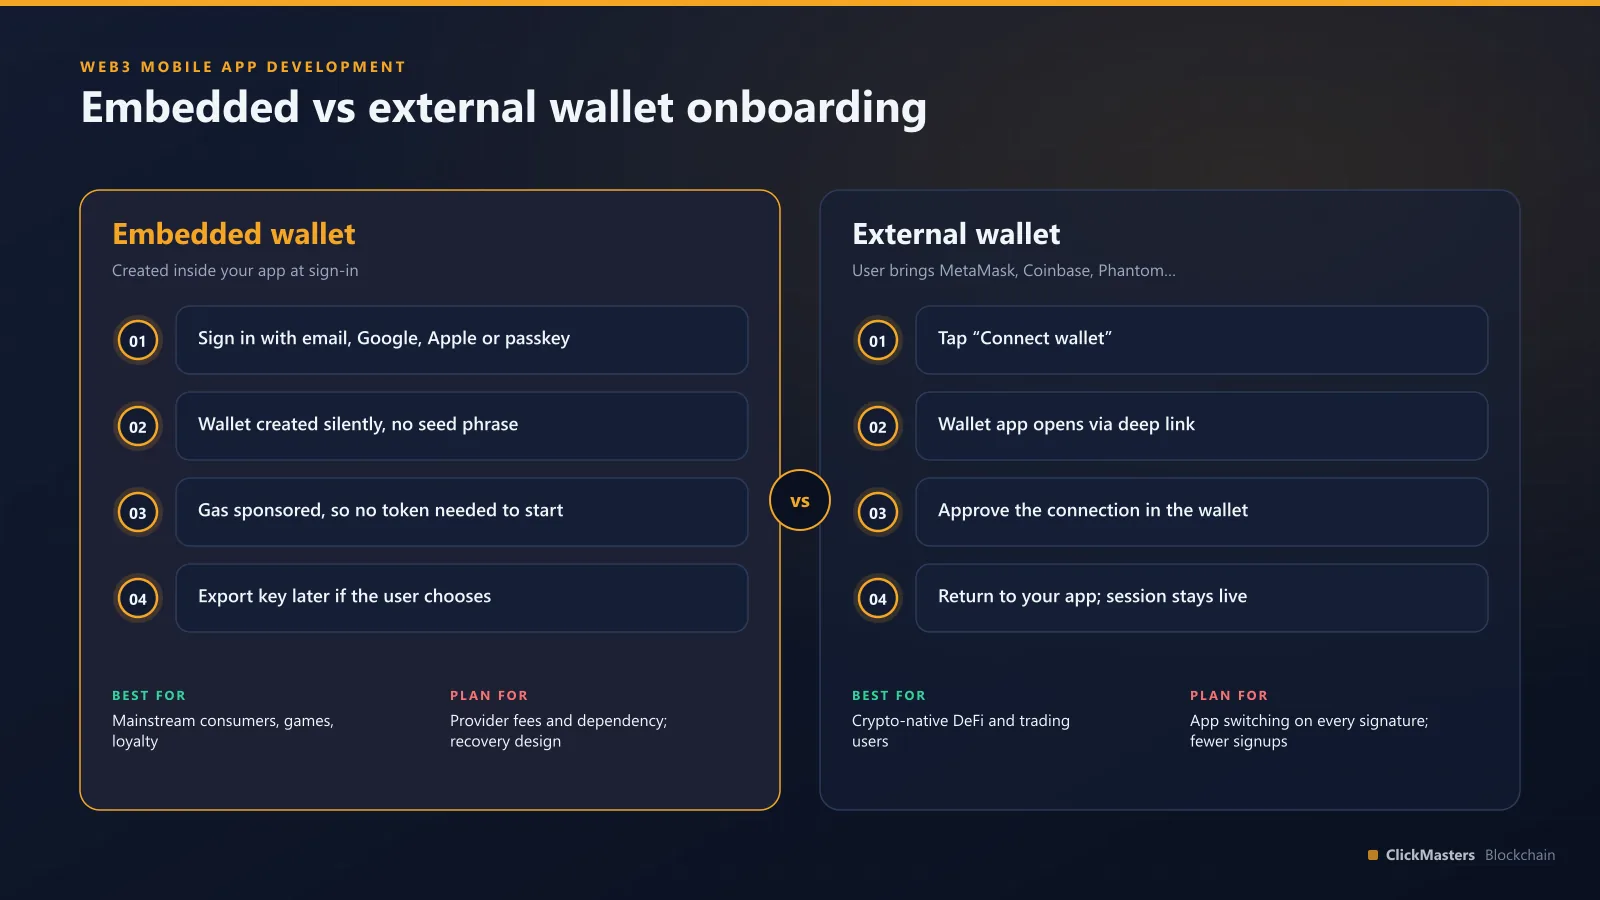 WEB3 MOBILE APP DEVELOPMENT
Embedded vs external wallet onboarding
Embedded wallet
Created inside your app at sign-in
01
Sign in with email, Google, Apple or passkey
02
Wallet created silently, no seed phrase
03
Gas sponsored, so no token needed to start
04
Export key later if the user chooses
BEST FOR
Mainstream consumers, games,
loyalty
PLAN FOR
Provider fees and dependency;
recovery design
vs
External wallet
User brings MetaMask, Coinbase, Phantom...
01
Tap “Connect wallet”
02
Wallet app opens via deep link
03
Approve the connection in the wallet
04
Return to your app; session stays live
BEST FOR
Crypto-native DeFi and trading
users
PLAN FOR
App switching on every signature;
fewer signups
ClickMasters Blockchain